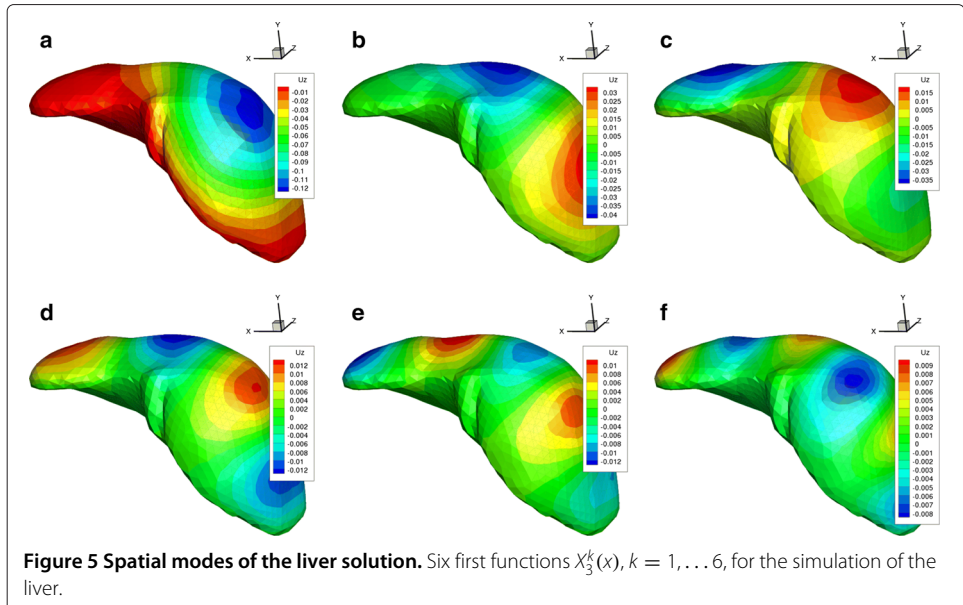 a
Y
X
Z
Uz
-0.01
-0.02
-0.03
-0.04
-0.05
-0.06
-0.07
-0.08
-0.09
-0.1
-0.11
-0.12
b
Y
X
Z
Uz
0.03
0.025
0.02
0.015
0.01
0.005
0
-0.005
-0.01
-0.015
-0.02
-0.025
-0.03
-0.035
-0.04
c
Y
X
Z
Uz
0.015
0.01
0.005
0
-0.005
-0.01
-0.015
-0.02
-0.025
-0.03
-0.035
d
Y
X
Z
Uz
0.012
0.01
0.008
0.006
0.004
0.002
0
-0.002
-0.004
-0.006
-0.008
-0.01
-0.012
e
Y
X
Z
Uz
0.01
0.008
0.006
0.004
0.002
0
-0.002
-0.004
-0.006
-0.008
-0.01
-0.012
f
Y
X
Z
Uz
0.009
0.008
0.007
0.006
0.004
0.003
0.002
0.001
0
-0.001
-0.002
-0.003
-0.004
-0.005
-0.006
-0.007
-0.008
Figure 5 Spatial modes of the liver solution. Six first functions X₃ᵏ(x), k = 1, . . . 6, for the simulation of the
liver.